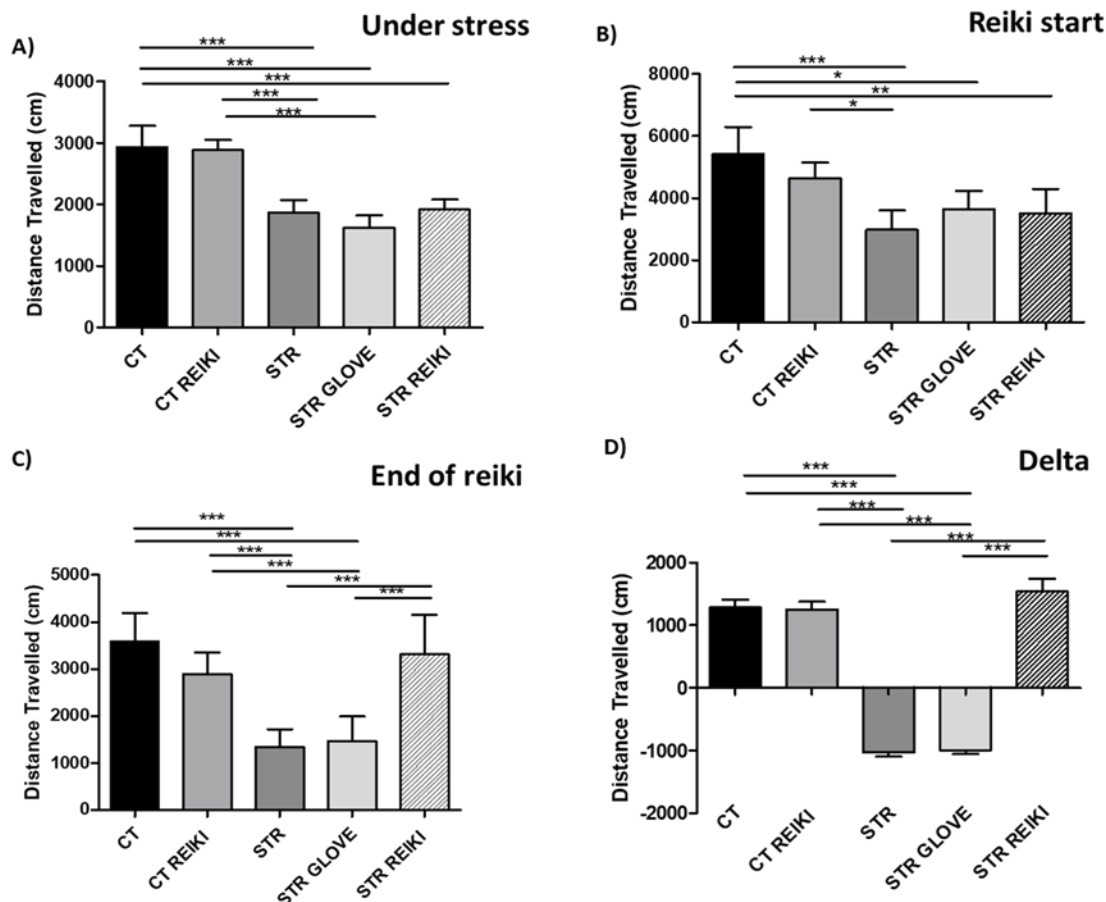 A)
Under stress
***
***
***
***
***
Distance Travelled (cm)
4000
3000
2000
1000
0
CT
CT REIKI
STR
STR GLOVE
STR REIKI
B)
Reiki start
***
*
**
*
Distance Travelled (cm)
8000
6000
4000
2000
0
CT
CT REIKI
STR
STR GLOVE
STR REIKI
C)
End of reiki
***
***
***
***
***
***
Distance Travelled (cm)
5000
4000
3000
2000
1000
0
CT
CT REIKI
STR
STR GLOVE
STR REIKI
D)
Delta
***
***
***
***
***
***
Distance Travelled (cm)
2000
1000
0
-1000
-2000
CT
CT REIKI
STR
STR GLOVE
STR REIKI